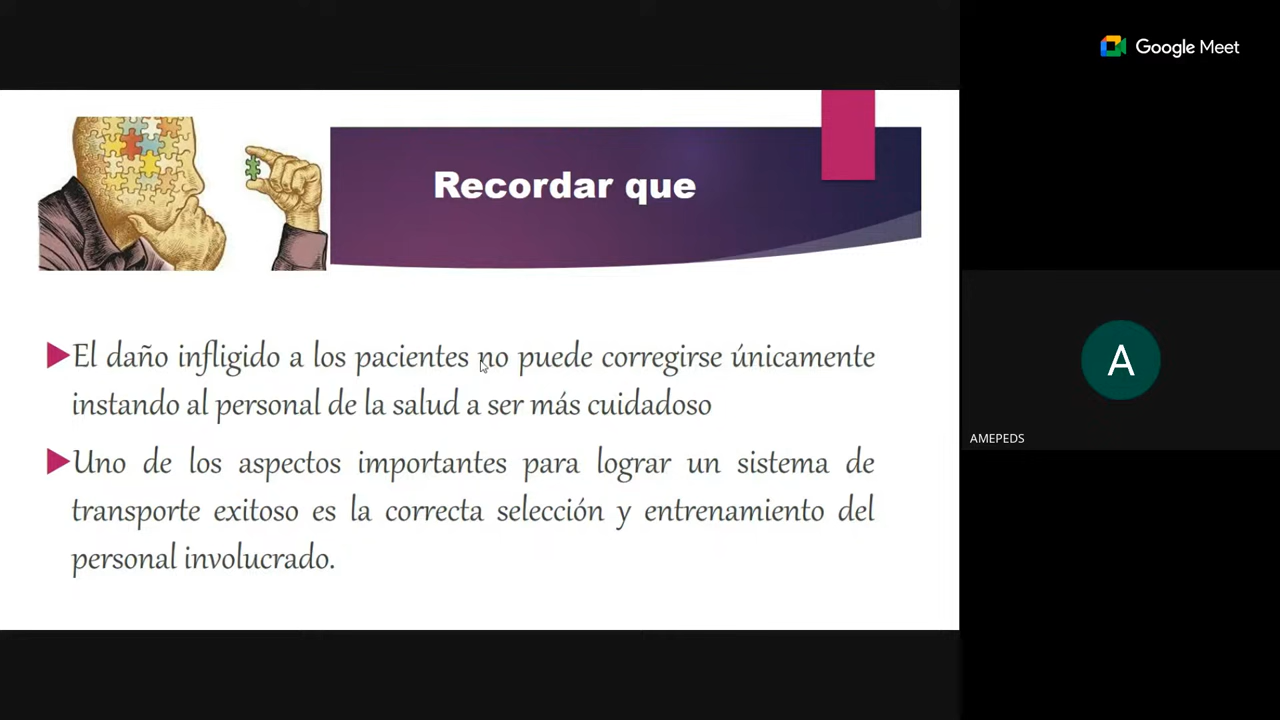 Google Meet
Recordar que
El daño infligido a los pacientes no puede corregirse únicamente
instando al personal de la salud a ser más cuidadoso
Uno de los aspectos importantes para lograr un sistema de
transporte exitoso es la correcta selección y entrenamiento del
personal involucrado.
A
AMEPEDS